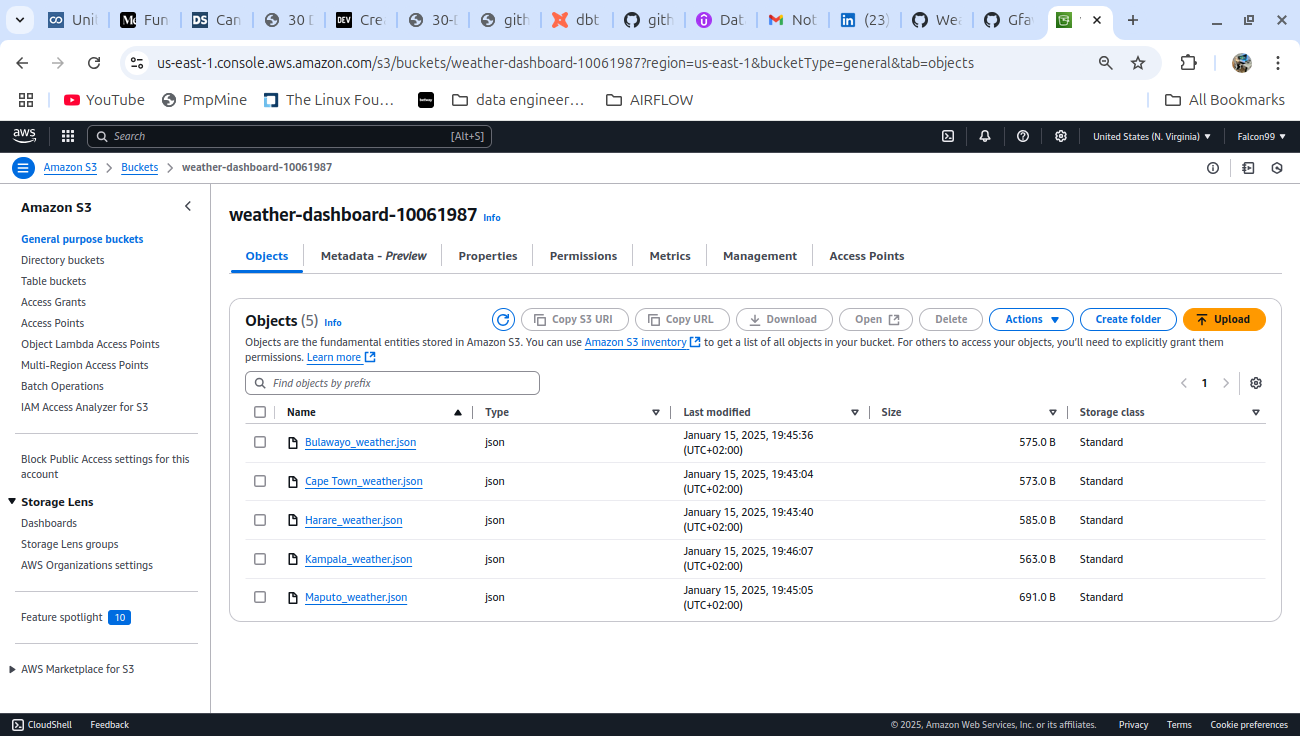 Unit
Fun
Can
30 D
Crea
30-D
gith
dbt
gith
Data
Not
(23)
Wea
Gfa
us-east-1.console.aws.amazon.com/s3/buckets/weather-dashboard-10061987?region=us-east-1&bucketType=general&tab=objects
YouTube PmpMine The Linux Fou... data engineer... AIRFLOW All Bookmarks
aws Search [Alt+S] United States (N. Virginia) Falcon99
Amazon S3 Buckets weather-dashboard-10061987
Amazon S3
General purpose buckets
Directory buckets
Table buckets
Access Grants
Access Points
Object Lambda Access Points
Multi-Region Access Points
Batch Operations
IAM Access Analyzer for S3
Block Public Access settings for this
account
Storage Lens
Dashboards
Storage Lens groups
AWS Organizations settings
Feature spotlight 10
AWS Marketplace for S3
weather-dashboard-10061987 Info
Objects Metadata - Preview Properties Permissions Metrics Management Access Points
Objects (5) Info Copy S3 URI Copy URL Download Open Delete Actions Create folder Upload
Objects are the fundamental entities stored in Amazon S3. You can use Amazon S3 inventory to get a list of all objects in your bucket. For others to access your objects, you'll need to explicitly grant them
permissions. Learn more
Find objects by prefix 1
Name Type Last modified Size Storage class
Bulawayo_weather.json json January 15, 2025, 19:45:36 (UTC+02:00) 575.0 B Standard
Cape Town_weather.json json January 15, 2025, 19:43:04 (UTC+02:00) 573.0 B Standard
Harare_weather.json json January 15, 2025, 19:43:40 (UTC+02:00) 585.0 B Standard
Kampala_weather.json json January 15, 2025, 19:46:07 (UTC+02:00) 563.0 B Standard
Maputo_weather.json json January 15, 2025, 19:45:05 (UTC+02:00) 691.0 B Standard
CloudShell Feedback © 2025, Amazon Web Services, Inc. or its affiliates. Privacy Terms Cookie preferences